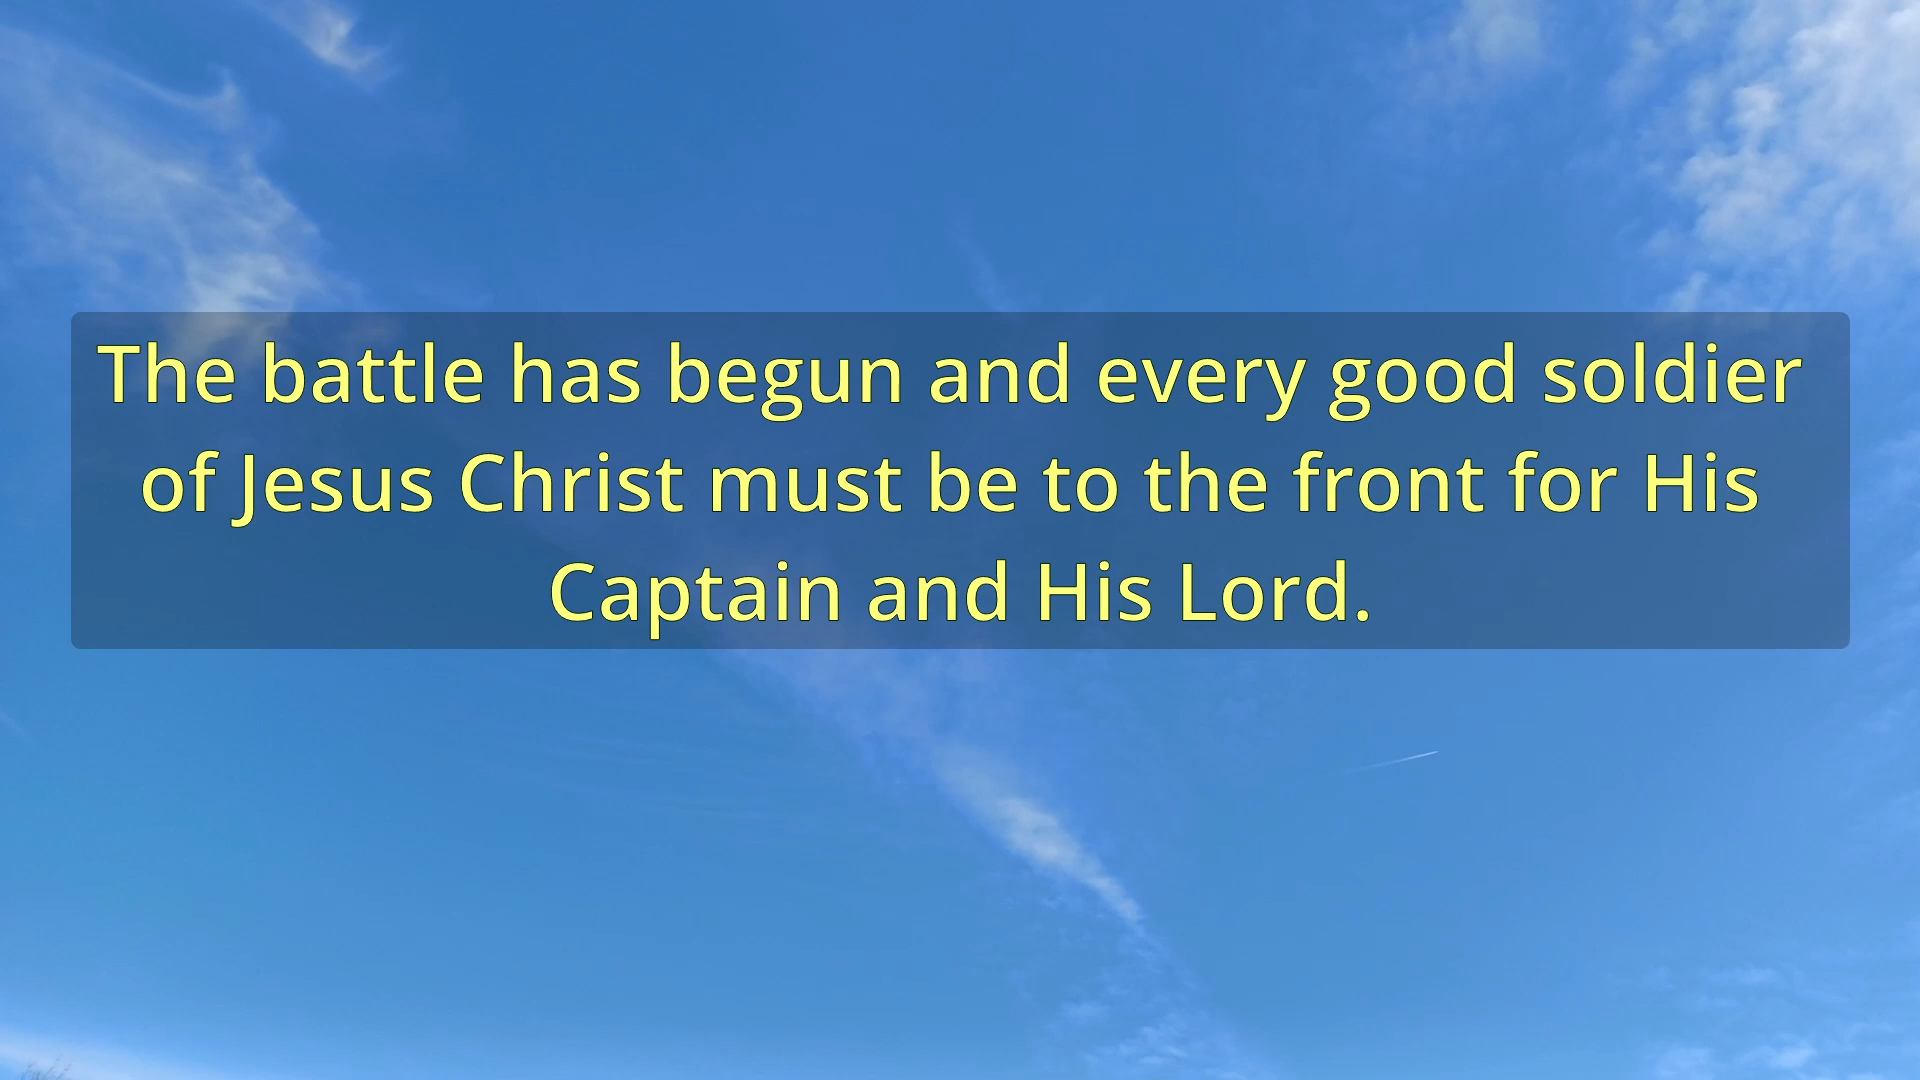 The battle has begun and every good soldier
of Jesus Christ must be to the front for His
Captain and His Lord.